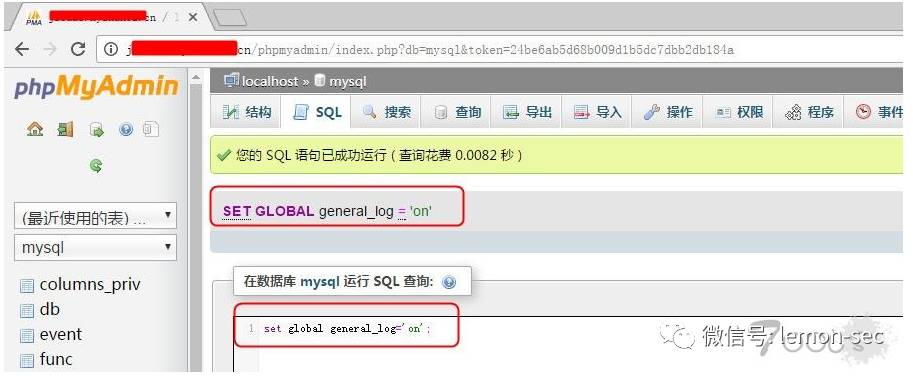 PMA .cn / l
j .cn/phpmyadmin/index.php?db=mysql&token=24be6ab5d68b009d1b5dc7dbb2db184a
phpMyAdmin
localhost » mysql
结构 SQL 搜索 查询 导出 导入 操作 权限 程序 事件
您的 SQL 语句已成功运行 ( 查询花费 0.0082 秒 )
SET GLOBAL general_log = 'on'
(最近使用的表) ...
mysql
columns_priv
db
event
func
在数据库 mysql 运行 SQL 查询:
1 set global general_log='on';
微信号: lemon-sec